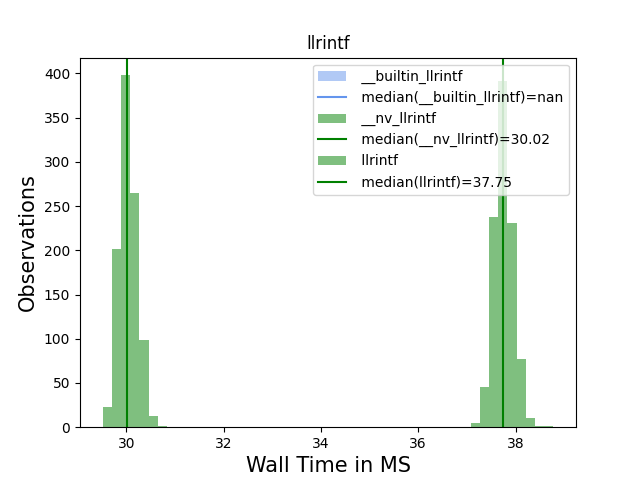 llrintf
__builtin_llrintf
median(__builtin_llrintf)=nan
__nv_llrintf
median(__nv_llrintf)=30.02
llrintf
median(llrintf)=37.75
Observations
400
350
300
250
200
150
100
50
0
30
32
34
36
38
Wall Time in MS